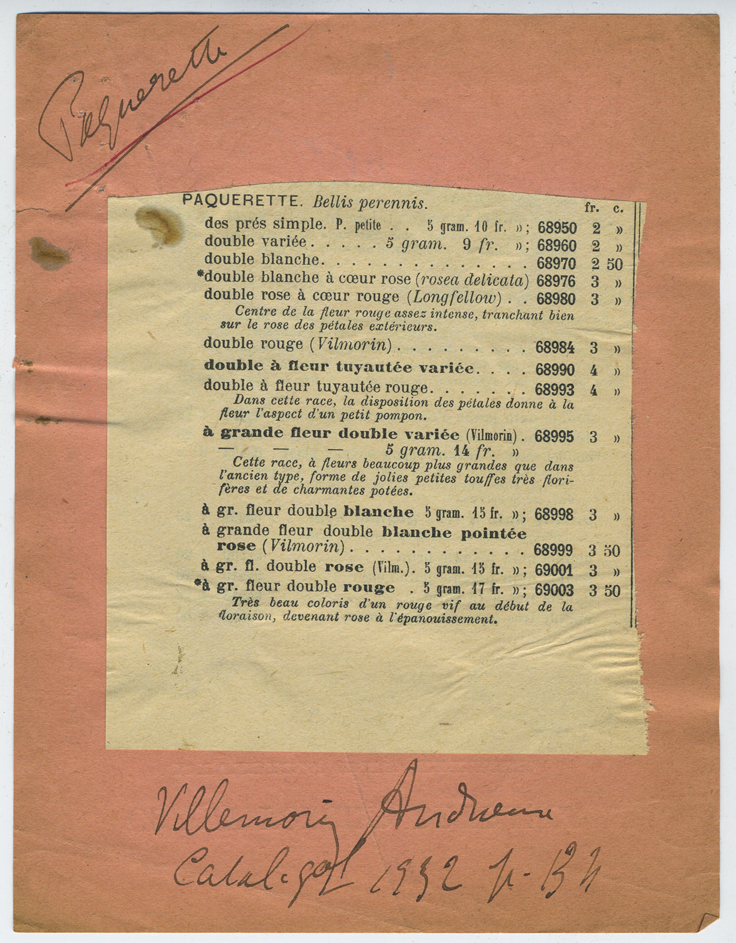 Paquerette
PAQUERETTE. Bellis perennis.
fr. c.
des prés simple. P. petite . . 5 gram. 10 fr. »; 68950 2 »
double variée . . . . . 5 gram. 9 fr. »; 68960 2 »
double blanche. . . . . . . . . . . . . . . 68970 2 50
*double blanche à cœur rose (rosea delicata) 68976 3 »
double rose à cœur rouge (Longfellow) . . 68980 3 »
Centre de la fleur rouge assez intense, tranchant bien
sur le rose des pétales extérieurs.
double rouge (Vilmorin) . . . . . . . . . 68984 3 »
double à fleur tuyautée variée. . . . 68990 4 »
double à fleur tuyautée rouge. . . . . . . 68993 4 »
Dans cette race, la disposition des pétales donne à la
fleur l'aspect d'un petit pompon.
à grande fleur double variée (Vilmorin) . 68995 3 »
— — — 5 gram. 14 fr. »
Cette race, à fleurs beaucoup plus grandes que dans
l'ancien type, forme de jolies petites touffes très flori-
fères et de charmantes potées.
à gr. fleur double blanche 5 gram. 15 fr. »; 68998 3 »
à grande fleur double blanche pointée
rose (Vilmorin) . . . . . . . . . . . . 68999 3 50
à gr. fl. double rose (Vilm.). 5 gram. 15 fr. »; 69001 3 »
*à gr. fleur double rouge . 5 gram. 17 fr. »; 69003 3 50
Très beau coloris d'un rouge vif au début de la
floraison, devenant rose à l'épanouissement.
Villemorin Andrieux
Catalogal 1932 p. 134